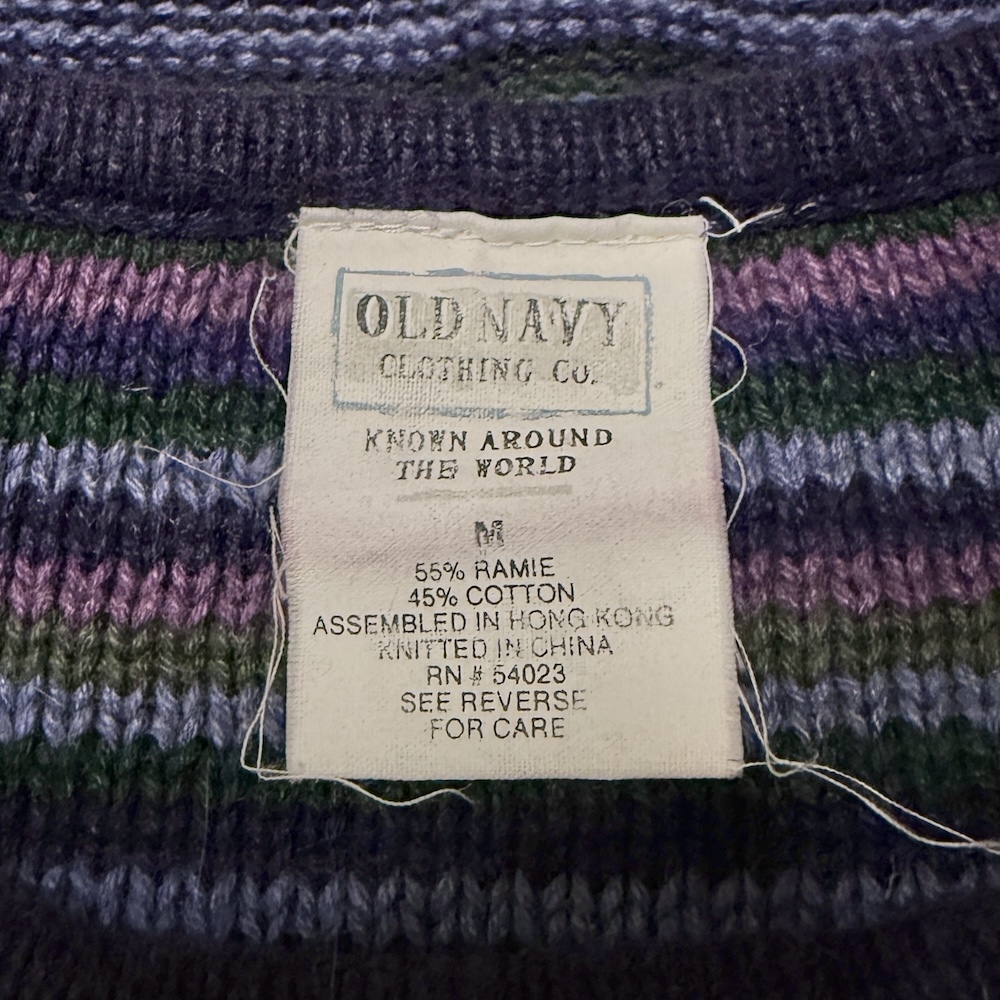 OLD NAVY
CLOTHING CO.
KNOWN AROUND
THE WORLD
M
55% RAMIE
45% COTTON
ASSEMBLED IN HONG KONG
KNITTED IN CHINA
RN # 54023
SEE REVERSE
FOR CARE